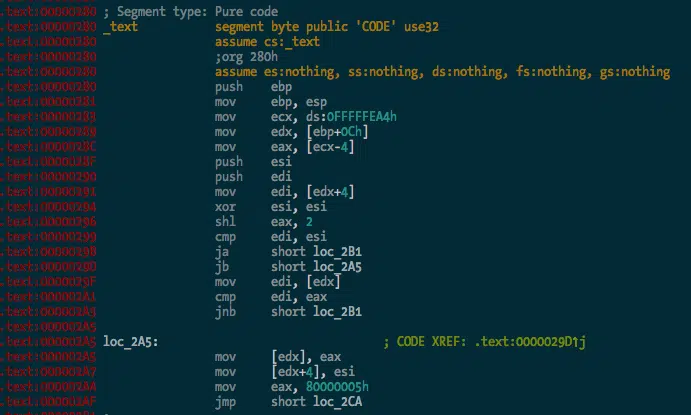 .text:00000280 ; Segment type: Pure code
.text:00000280 _text segment byte public 'CODE' use32
.text:00000280 assume cs:_text
.text:00000280 ;org 280h
.text:00000280 assume es:nothing, ss:nothing, ds:nothing, fs:nothing, gs:nothing
.text:00000280 push ebp
.text:00000281 mov ebp, esp
.text:00000283 mov ecx, ds:0FFFFFEA4h
.text:00000289 mov edx, [ebp+0Ch]
.text:0000028C mov eax, [ecx-4]
.text:0000028F push esi
.text:00000290 push edi
.text:00000291 mov edi, [edx+4]
.text:00000294 xor esi, esi
.text:00000296 shl eax, 2
.text:00000299 cmp edi, esi
.text:0000029B ja short loc_2B1
.text:0000029D jb short loc_2A5
.text:0000029F mov edi, [edx]
.text:000002A1 cmp edi, eax
.text:000002A3 jnb short loc_2B1
.text:000002A5
.text:000002A5 loc_2A5: ; CODE XREF: .text:0000029D↑j
.text:000002A5 mov [edx], eax
.text:000002A7 mov [edx+4], esi
.text:000002AA mov eax, 80000005h
.text:000002AF jmp short loc_2CA